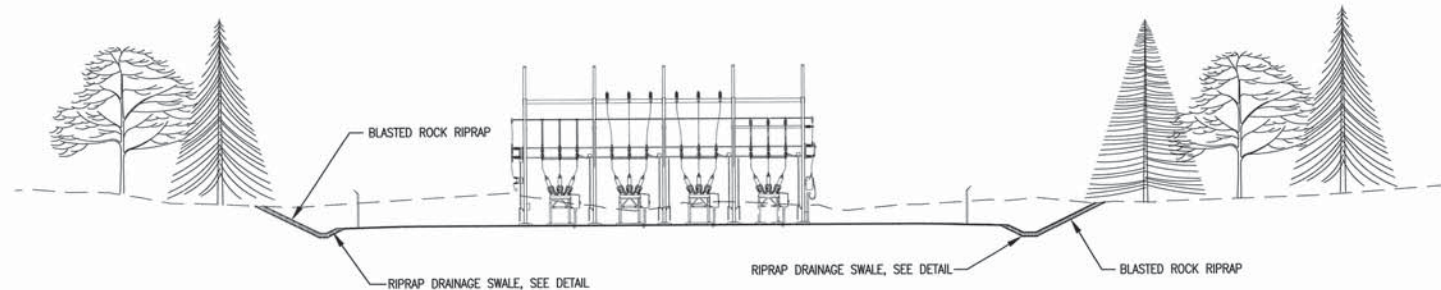 BLASTED ROCK RIPRAP
RIPRAP DRAINAGE SWALE, SEE DETAIL
RIPRAP DRAINAGE SWALE, SEE DETAIL
BLASTED ROCK RIPRAP